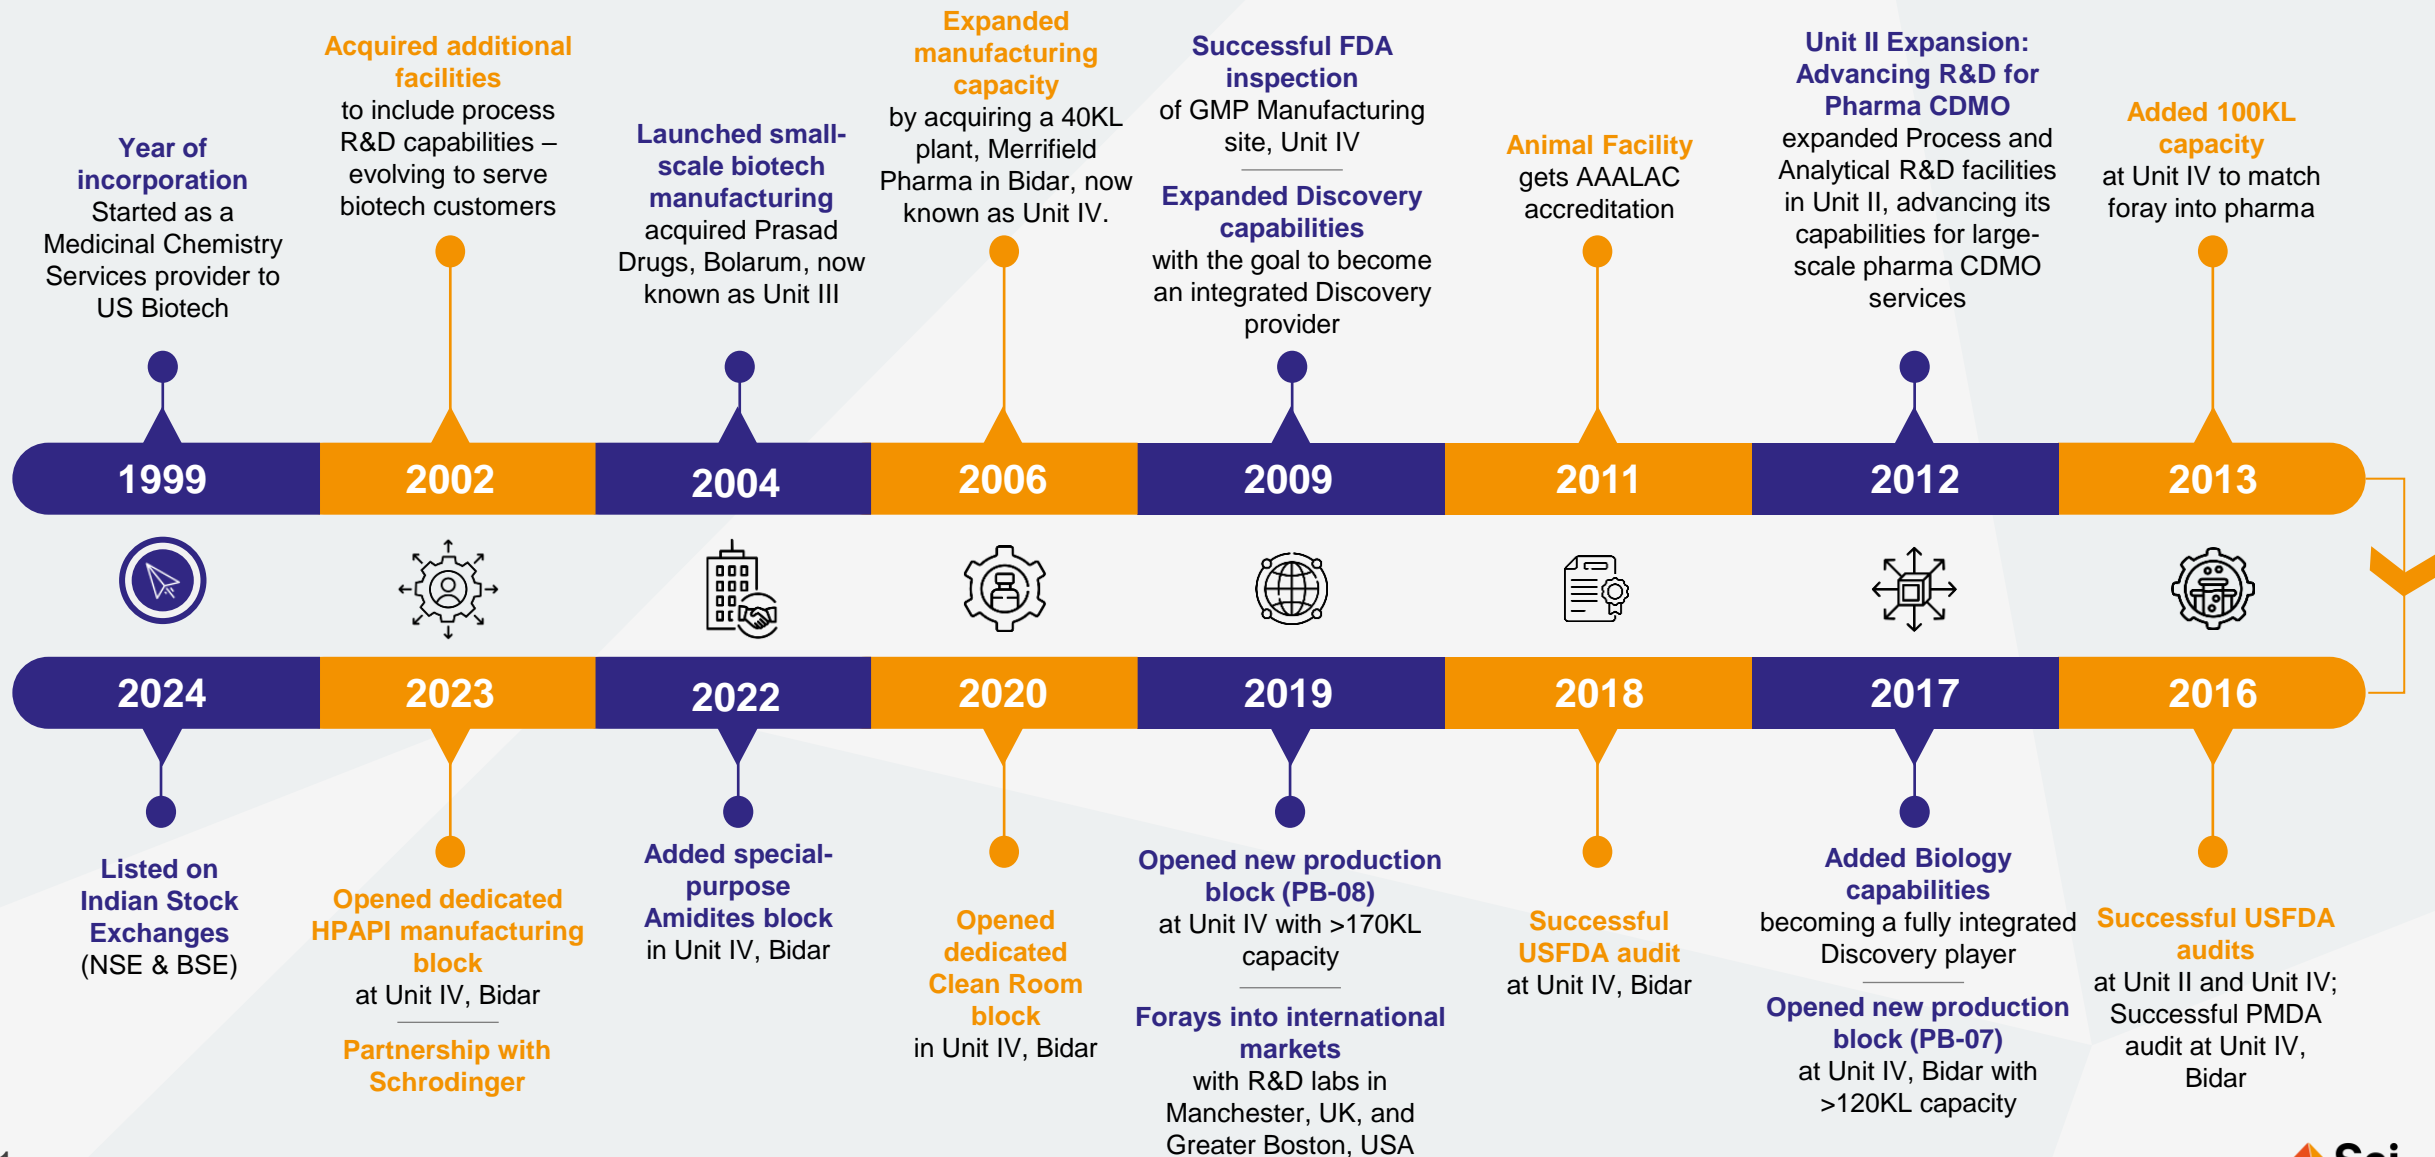 Year of
incorporation
Started as a
Medicinal Chemistry
Services provider to
US Biotech
Acquired additional
facilities
to include process
R&D capabilities –
evolving to serve
biotech customers
Launched small-
scale biotech
manufacturing
acquired Prasad
Drugs, Bolarum, now
known as Unit III
Expanded
manufacturing
capacity
by acquiring a 40KL
plant, Merrifield
Pharma in Bidar, now
known as Unit IV.
Successful FDA
inspection
of GMP Manufacturing
site, Unit IV
Expanded Discovery
capabilities
with the goal to become
an integrated Discovery
provider
Animal Facility
gets AAALAC
accreditation
Unit II Expansion:
Advancing R&D for
Pharma CDMO
expanded Process and
Analytical R&D facilities
in Unit II, advancing its
capabilities for large-
scale pharma CDMO
services
Added 100KL
capacity
at Unit IV to match
foray into pharma
1999
2002
2004
2006
2009
2011
2012
2013
2024
2023
2022
2020
2019
2018
2017
2016
Listed on
Indian Stock
Exchanges
(NSE & BSE)
Opened dedicated
HPAPI manufacturing
block
at Unit IV, Bidar
Partnership with
Schrodinger
Added special-
purpose
Amidites block
in Unit IV, Bidar
Opened
dedicated
Clean Room
block
in Unit IV, Bidar
Opened new production
block (PB-08)
at Unit IV with >170KL
capacity
Forays into international
markets
with R&D labs in
Manchester, UK, and
Greater Boston, USA
Successful
USFDA audit
at Unit IV, Bidar
Added Biology
capabilities
becoming a fully integrated
Discovery player
Opened new production
block (PB-07)
at Unit IV, Bidar with
>120KL capacity
Successful USFDA
audits
at Unit II and Unit IV;
Successful PMDA
audit at Unit IV,
Bidar